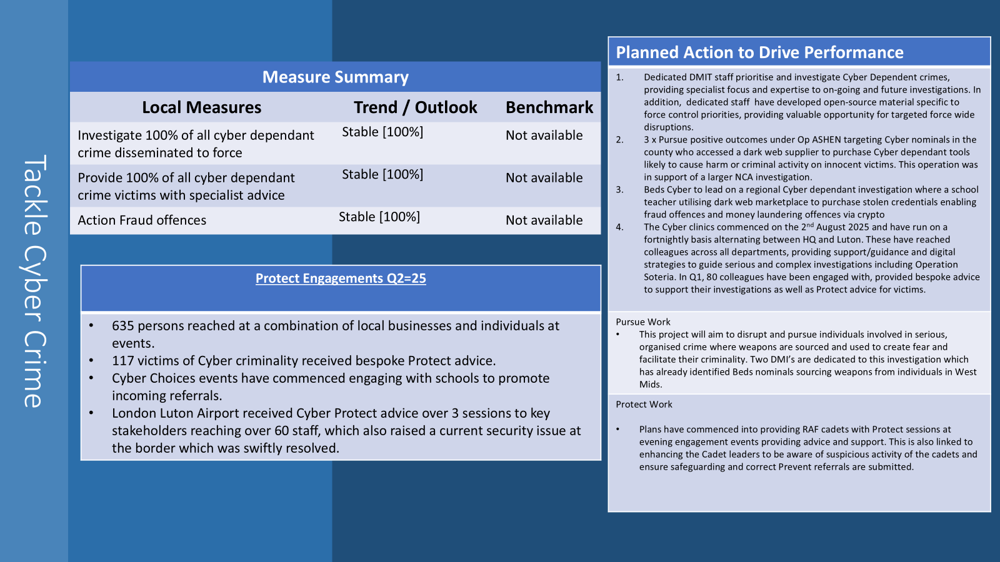 Tackle Cyber Crime
Measure Summary
Local Measures Trend / Outlook Benchmark
Investigate 100% of all cyber dependant
crime disseminated to force
Stable [100%]
Not available
Provide 100% of all cyber dependant
crime victims with specialist advice
Stable [100%]
Not available
Action Fraud offences
Stable [100%]
Not available
Protect Engagements Q2=25
• 635 persons reached at a combination of local businesses and individuals at
events.
• 117 victims of Cyber criminality received bespoke Protect advice.
• Cyber Choices events have commenced engaging with schools to promote
incoming referrals.
• London Luton Airport received Cyber Protect advice over 3 sessions to key
stakeholders reaching over 60 staff, which also raised a current security issue at
the border which was swiftly resolved.
Planned Action to Drive Performance
1. Dedicated DMIT staff prioritise and investigate Cyber Dependent crimes,
providing specialist focus and expertise to on-going and future investigations. In
addition, dedicated staff have developed open-source material specific to
force control priorities, providing valuable opportunity for targeted force wide
disruptions.
2. 3 x Pursue positive outcomes under Op ASHEN targeting Cyber nominals in the
county who accessed a dark web supplier to purchase Cyber dependant tools
likely to cause harm or criminal activity on innocent victims. This operation was
in support of a larger NCA investigation.
3. Beds Cyber to lead on a regional Cyber dependant investigation where a school
teacher utilising dark web marketplace to purchase stolen credentials enabling
fraud offences and money laundering offences via crypto
4. The Cyber clinics commenced on the 2nd August 2025 and have run on a
fortnightly basis alternating between HQ and Luton. These have reached
colleagues across all departments, providing support/guidance and digital
strategies to guide serious and complex investigations including Operation
Soteria. In Q1, 80 colleagues have been engaged with, provided bespoke advice
to support their investigations as well as Protect advice for victims.
Pursue Work
• This project will aim to disrupt and pursue individuals involved in serious,
organised crime where weapons are sourced and used to create fear and
facilitate their criminality. Two DMI’s are dedicated to this investigation which
has already identified Beds nominals sourcing weapons from individuals in West
Mids.
Protect Work
• Plans have commenced into providing RAF cadets with Protect sessions at
evening engagement events providing advice and support. This is also linked to
enhancing the Cadet leaders to be aware of suspicious activity of the cadets and
ensure safeguarding and correct Prevent referrals are submitted.